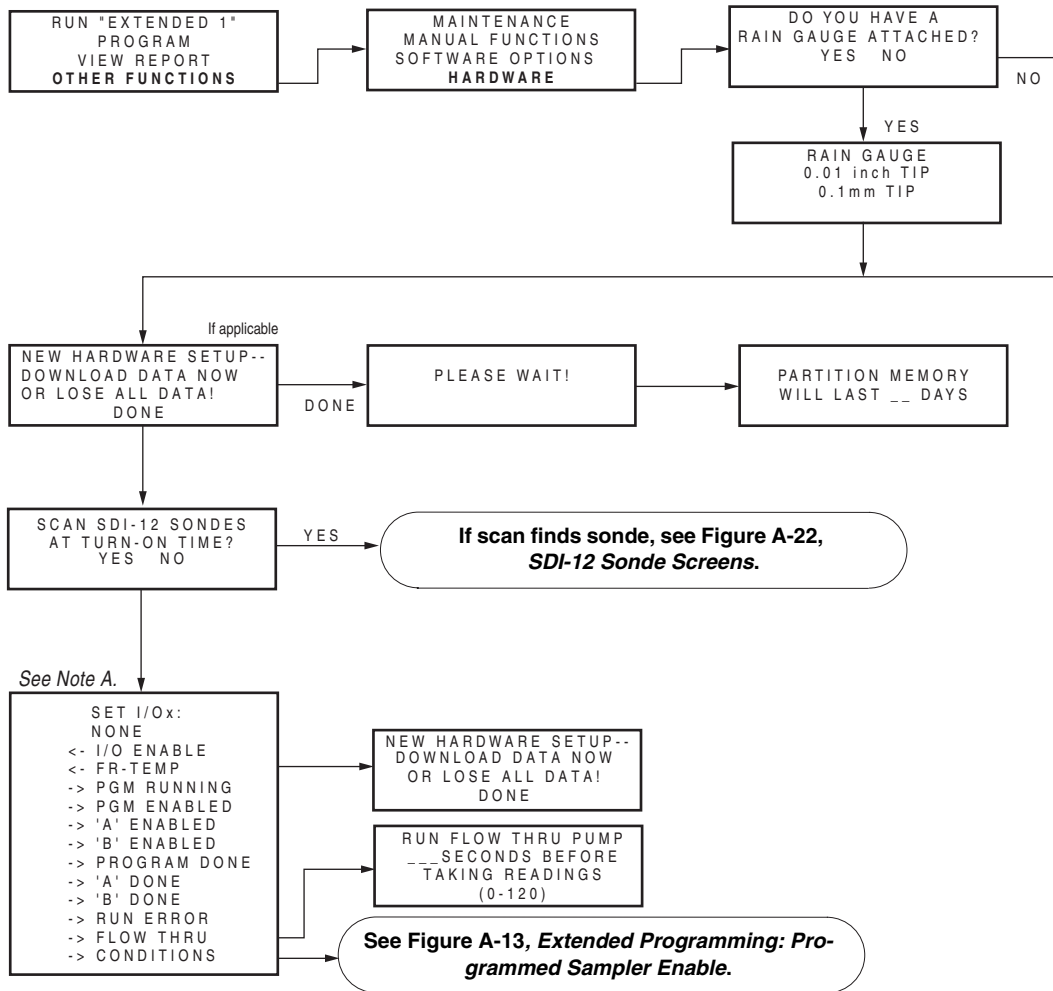 RUN "EXTENDED 1"
PROGRAM
VIEW REPORT
OTHER FUNCTIONS
MAINTENANCE
MANUAL FUNCTIONS
SOFTWARE OPTIONS
HARDWARE
DO YOU HAVE A
RAIN GAUGE ATTACHED?
YES NO
NO
YES
RAIN GAUGE
0.01 inch TIP
0.1mm TIP
If applicable
NEW HARDWARE SETUP--
DOWNLOAD DATA NOW
OR LOSE ALL DATA!
DONE
DONE
PLEASE WAIT!
PARTITION MEMORY
WILL LAST __ DAYS
SCAN SDI-12 SONDES
AT TURN-ON TIME?
YES NO
YES
If scan finds sonde, see Figure A-22,
SDI-12 Sonde Screens.
See Note A.
SET I/Ox:
NONE
<- I/O ENABLE
<- FR-TEMP
-> PGM RUNNING
-> PGM ENABLED
-> 'A' ENABLED
-> 'B' ENABLED
-> PROGRAM DONE
-> 'A' DONE
-> 'B' DONE
-> RUN ERROR
-> FLOW THRU
-> CONDITIONS
NEW HARDWARE SETUP--
DOWNLOAD DATA NOW
OR LOSE ALL DATA!
DONE
RUN FLOW THRU PUMP
___SECONDS BEFORE
TAKING READINGS
(0-120)
See Figure A-13, Extended Programming: Pro-
grammed Sampler Enable.